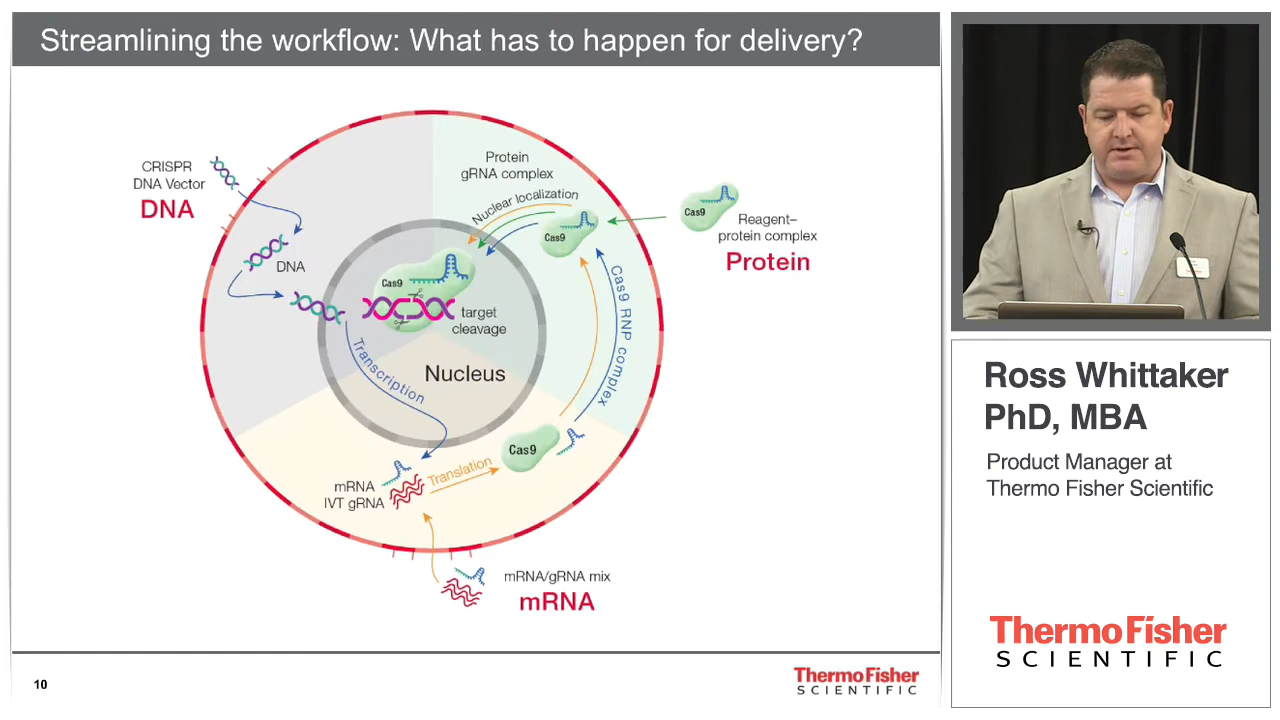 Streamlining the workflow: What has to happen for delivery?
CRISPR
DNA Vector
DNA
DNA
Protein
gRNA complex
Nuclear localization
Cas9
Cas9
Reagent–
protein complex
Protein
Cas9
target
cleavage
Nucleus
Transcription
Cas9 RNP complex
Cas9
Translation
mRNA
IVT gRNA
mRNA/gRNA mix
mRNA
10
ThermoFisher
SCIENTIFIC
Ross Whittaker
PhD, MBA
Product Manager at
Thermo Fisher Scientific
ThermoFisher
SCIENTIFIC